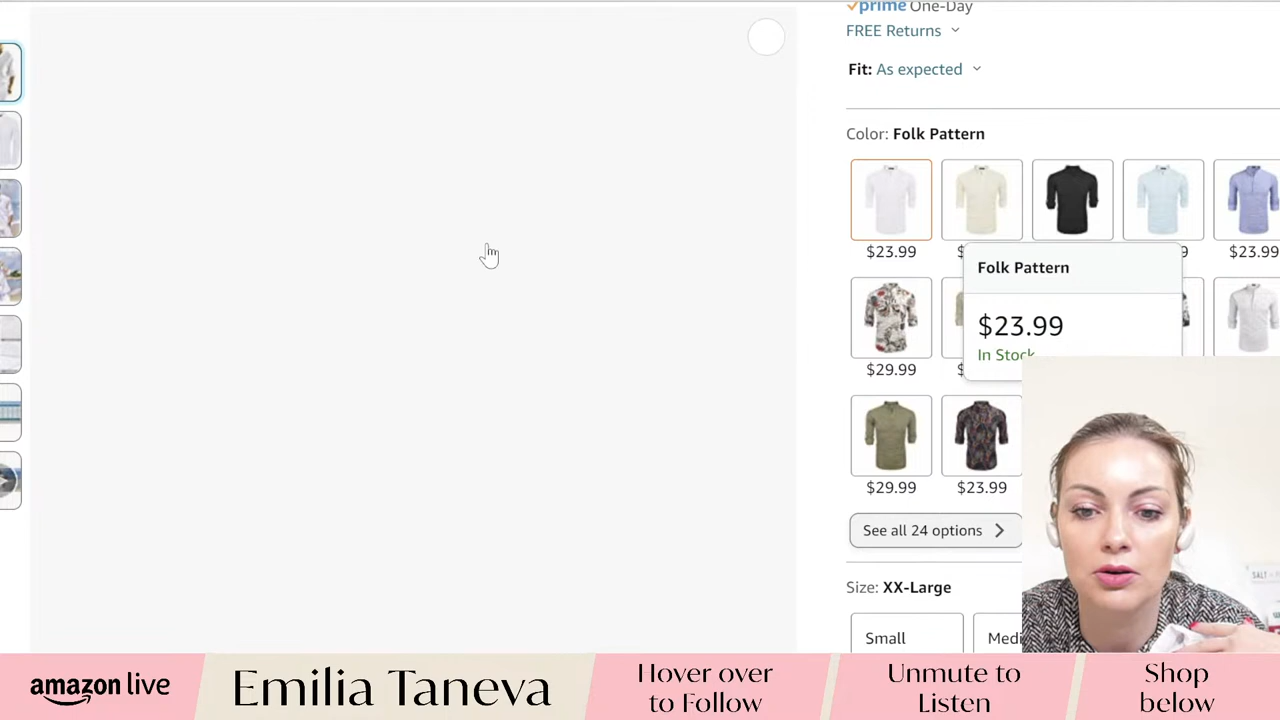 prime One-Day
FREE Returns
Fit: As expected
Color: Folk Pattern
$23.99
$23.99
Folk Pattern
$23.99
In Stock
$29.99
$29.99
$23.99
See all 24 options
Size: XX-Large
Small
Medi
SALT
amazon live
Emilia Taneva
Hover over
to Follow
Unmute to
Listen
Shop
below